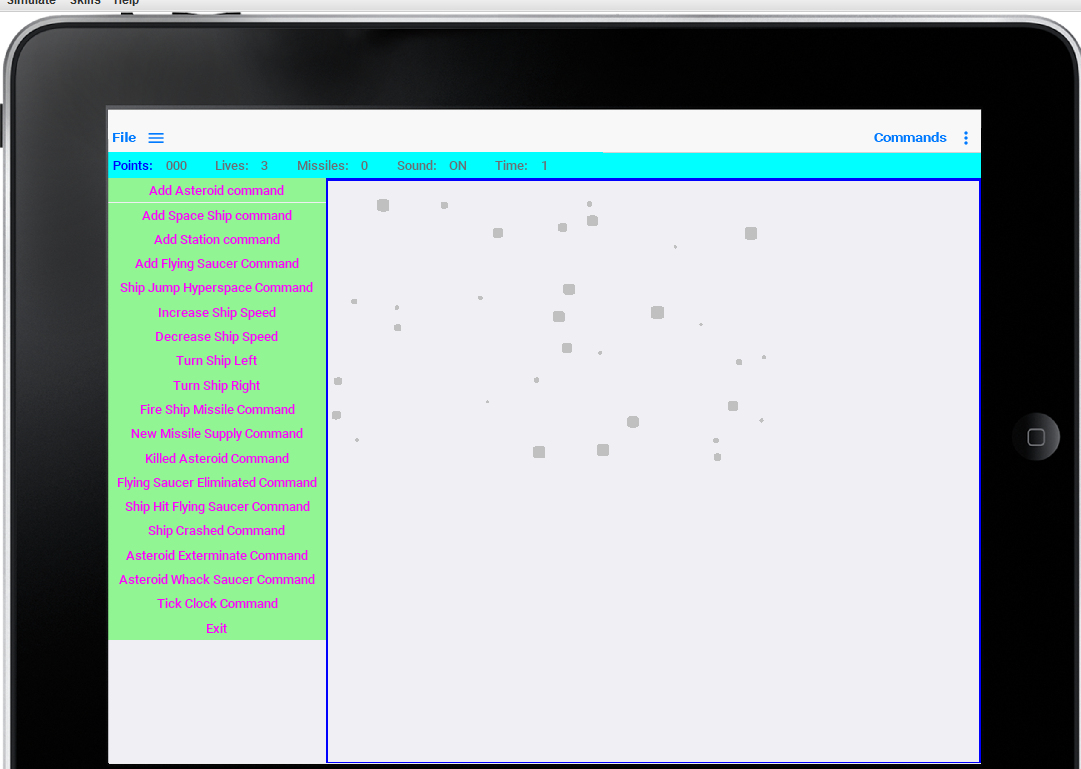 Simulate Skills Help
File Commands
Points: 000 Lives: 3 Missiles: 0 Sound: ON Time: 1
Add Asteroid command
Add Space Ship command
Add Station command
Add Flying Saucer Command
Ship Jump Hyperspace Command
Increase Ship Speed
Decrease Ship Speed
Turn Ship Left
Turn Ship Right
Fire Ship Missile Command
New Missile Supply Command
Killed Asteroid Command
Flying Saucer Eliminated Command
Ship Hit Flying Saucer Command
Ship Crashed Command
Asteroid Exterminate Command
Asteroid Whack Saucer Command
Tick Clock Command
Exit